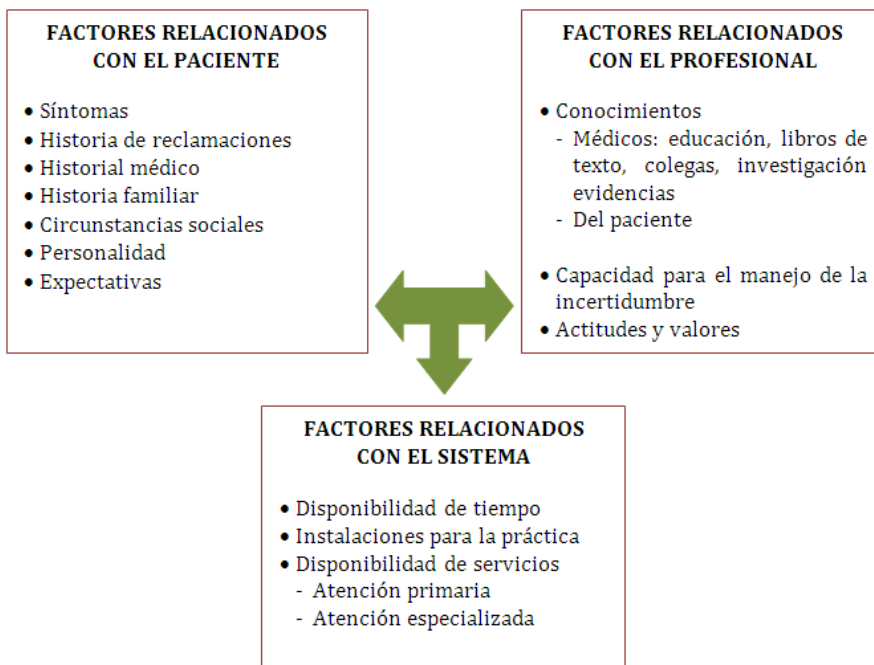 FACTORES RELACIONADOS
CON EL PACIENTE
• Síntomas
• Historia de reclamaciones
• Historial médico
• Historia familiar
• Circunstancias sociales
• Personalidad
• Expectativas
FACTORES RELACIONADOS
CON EL PROFESIONAL
• Conocimientos
- Médicos: educación, libros de
texto, colegas, investigación
evidencias
- Del paciente
• Capacidad para el manejo de la
incertidumbre
• Actitudes y valores
FACTORES RELACIONADOS
CON EL SISTEMA
• Disponibilidad de tiempo
• Instalaciones para la práctica
• Disponibilidad de servicios
- Atención primaria
- Atención especializada